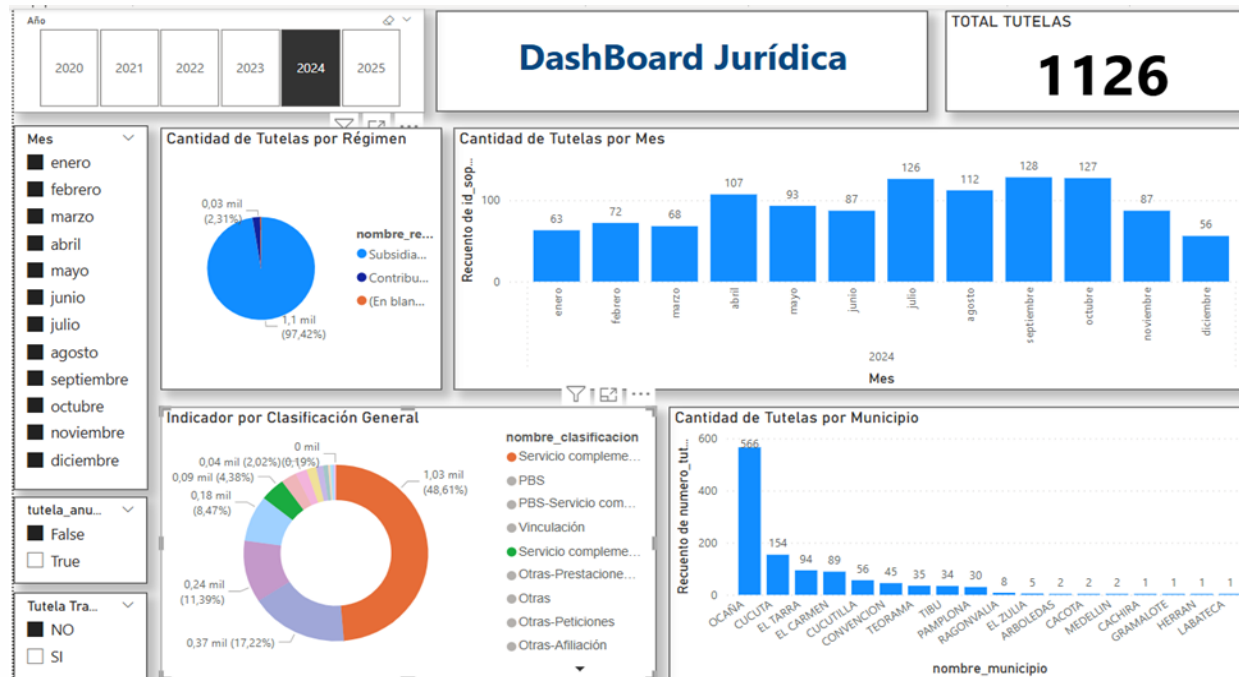 Año
2020
2021
2022
2023
2024
2025
DashBoard Jurídica
TOTAL TUTELAS
1126
Mes
enero
febrero
marzo
abril
mayo
junio
julio
agosto
septiembre
octubre
noviembre
diciembre
tutela_anu...
False
True
Tutela Tra...
NO
SI
Cantidad de Tutelas por Régimen
0,03 mil
(2,31%)
1,1 mil
(97,42%)
nombre_re...
Subsidia...
Contribu...
(En blan...
Cantidad de Tutelas por Mes
Recuento de id_sop...
100
0
63
72
68
107
93
87
126
112
128
127
87
56
enero
febrero
marzo
abril
mayo
junio
julio
agosto
septiembre
octubre
noviembre
diciembre
2024
Mes
Indicador por Clasificación General
0 mil
0,04 mil (2,02%)
(0,19%)
0,09 mil (4,38%)
0,18 mil
(8,47%)
0,24 mil
(11,39%)
0,37 mil (17,22%)
1,03 mil
(48,61%)
nombre_clasificacion
Servicio compleme...
PBS
PBS-Servicio com...
Vinculación
Servicio compleme...
Otras-Prestacione...
Otras
Otras-Peticiones
Otras-Afiliación
Cantidad de Tutelas por Municipio
Recuento de numero_tut...
600
400
200
0
566
154
94
89
56
45
35
34
30
8
5
2
2
2
1
1
1
1
OCAÑA
CUCUTA
EL TARRA
EL CARMEN
CUCUTILLA
CONVENCION
TEORAMA
TIBU
PAMPLONA
RAGONVALIA
EL ZULIA
ARBOLEDAS
CACOTA
MEDELLIN
CACHIRA
GRAMALOTE
HERRAN
LABATECA
nombre_municipio